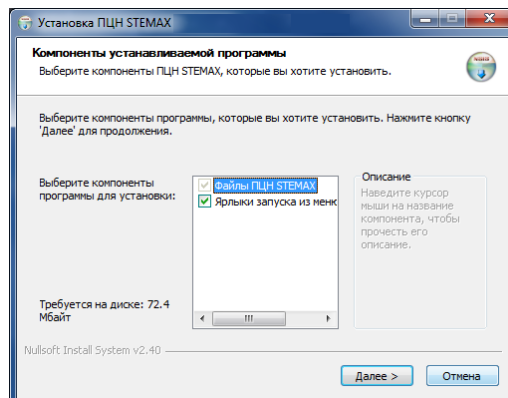 Установка ПЦН STEMAX
Компоненты устанавливаемой программы
Выберите компоненты ПЦН STEMAX, которые вы хотите установить.
Выберите компоненты программы, которые вы хотите установить. Нажмите кнопку
'Далее' для продолжения.
Выберите компоненты
программы для установки:
Файлы ПЦН STEMAX
Ярлыки запуска из менк
Описание
Наведите курсор
мыши на название
компонента, чтобы
прочесть его
описание.
Требуется на диске: 72.4
Мбайт
Nullsoft Install System v2.40
Далее >
Отмена